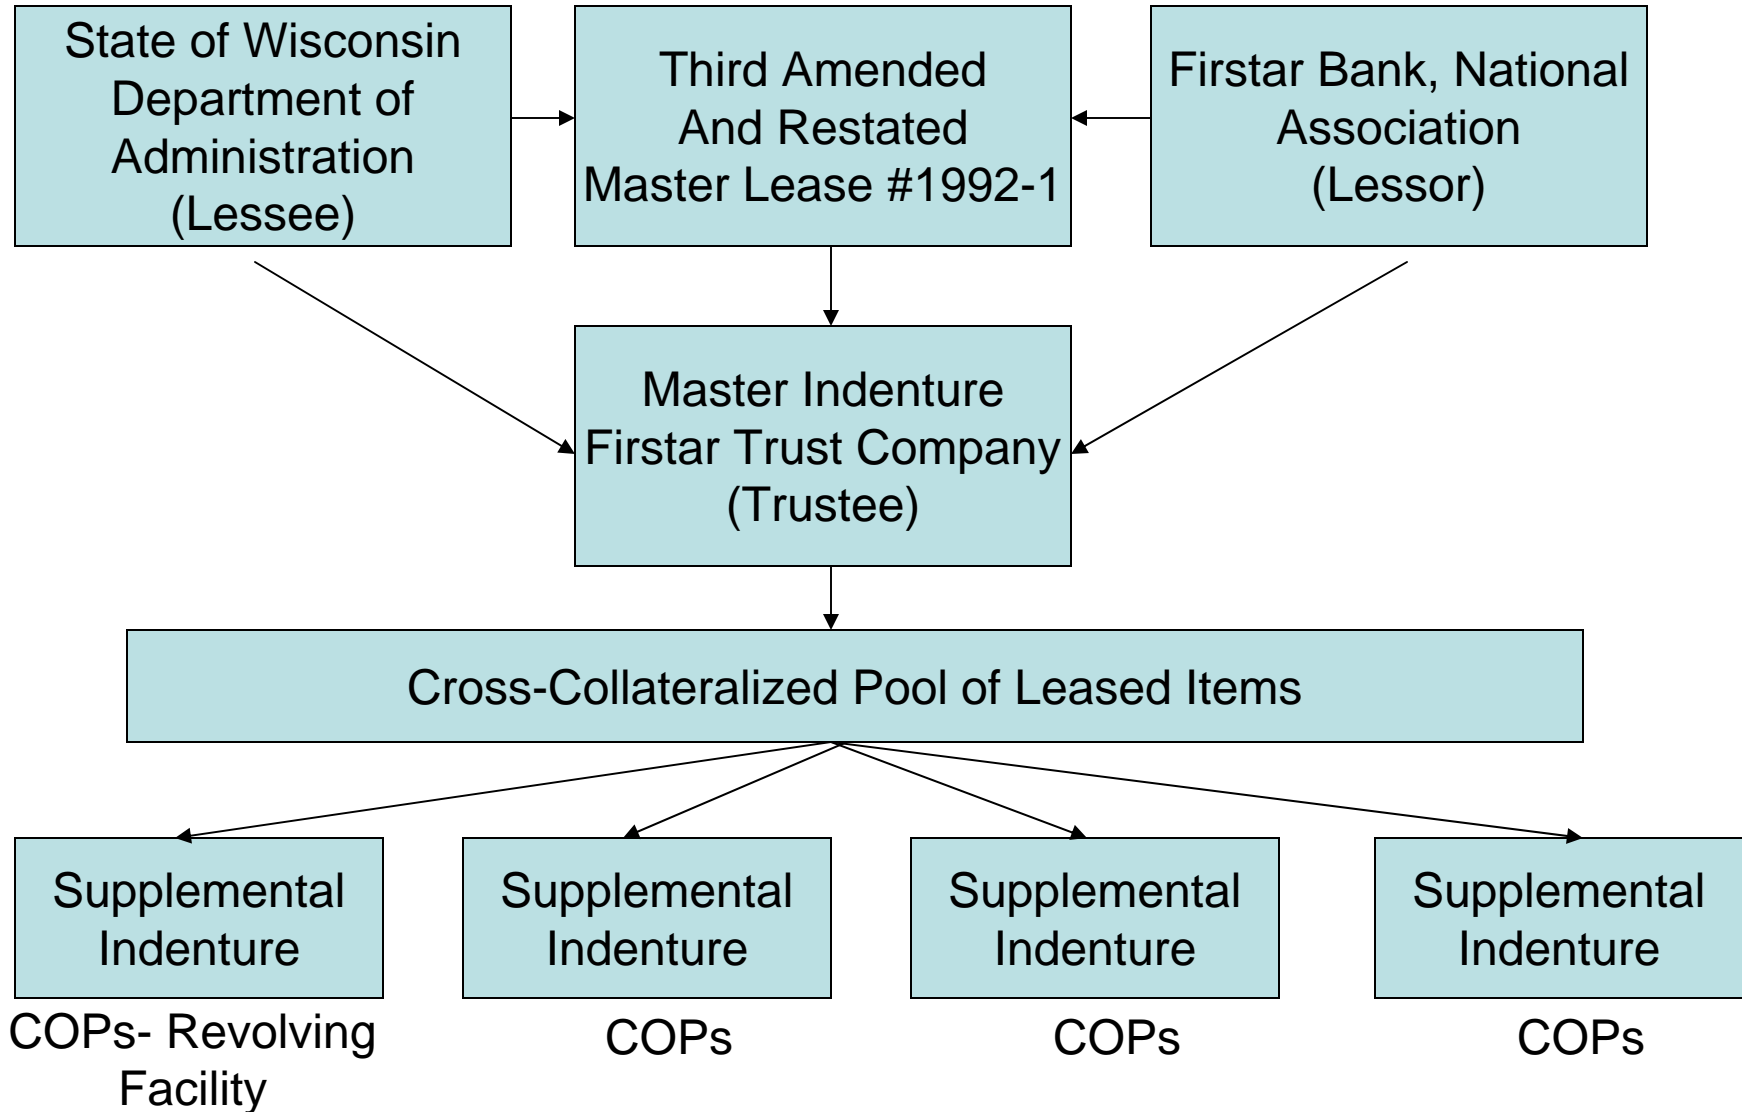 State of Wisconsin
Department of
Administration
(Lessee)
Third Amended
And Restated
Master Lease #1992-1
Firstar Bank, National
Association
(Lessor)
Master Indenture
Firstar Trust Company
(Trustee)
Cross-Collateralized Pool of Leased Items
Supplemental
Indenture
Supplemental
Indenture
Supplemental
Indenture
Supplemental
Indenture
COPs- Revolving
Facility
COPs
COPs
COPs